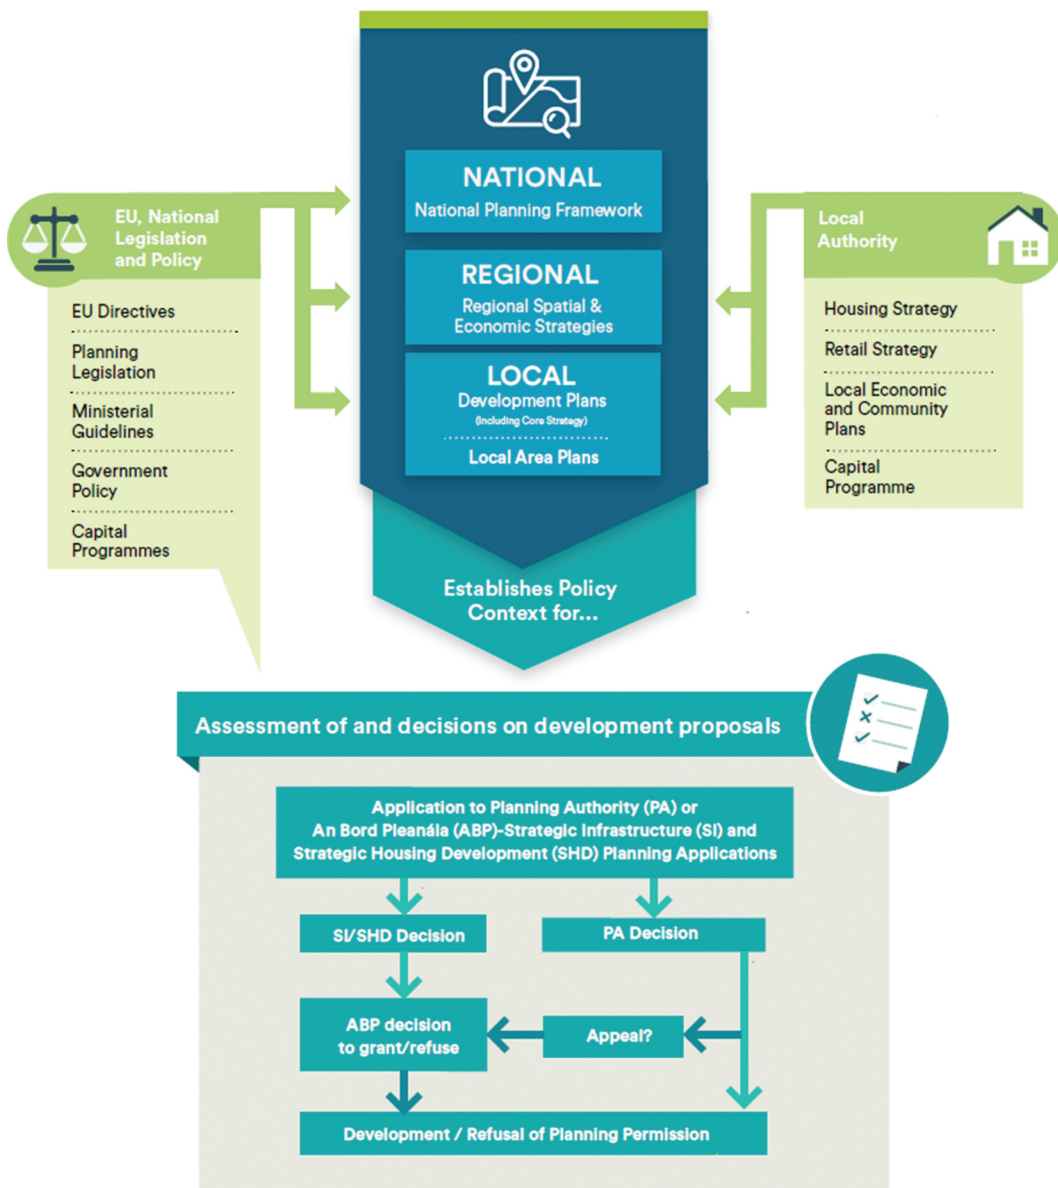 NATIONAL
National Planning Framework
REGIONAL
Regional Spatial &
Economic Strategies
LOCAL
Development Plans
(Including Core Strategy)
Local Area Plans
EU, National
Legislation
and Policy
EU Directives
Planning
Legislation
Ministerial
Guidelines
Government
Policy
Capital
Programmes
Local
Authority
Housing Strategy
Retail Strategy
Local Economic
and Community
Plans
Capital
Programme
Establishes Policy
Context for...
Assessment of and decisions on development proposals
Application to Planning Authority (PA) or
An Bord Pleanála (ABP)-Strategic Infrastructure (SI) and
Strategic Housing Development (SHD) Planning Applications
SI/SHD Decision
PA Decision
ABP decision
to grant/refuse
Appeal?
Development / Refusal of Planning Permission